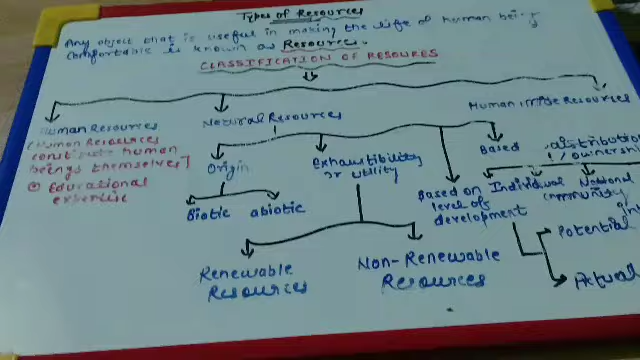 Types of Resources
Any object that is useful in making the life of human being
comfortable is known as Resources.
CLASSIFICATION OF RESOURES
Human Resources
(Human Resources
constitute human
beings themselves]
Educational
expertise
Natural Resources
Human made Resources
Origin
Biotic abiotic
Exhaustibility
or utility
Renewable
Resources
Non-Renewable
Resources
Based on
level of
development
Potential
Actual
Based
distribution
/ownership
Individual National
community